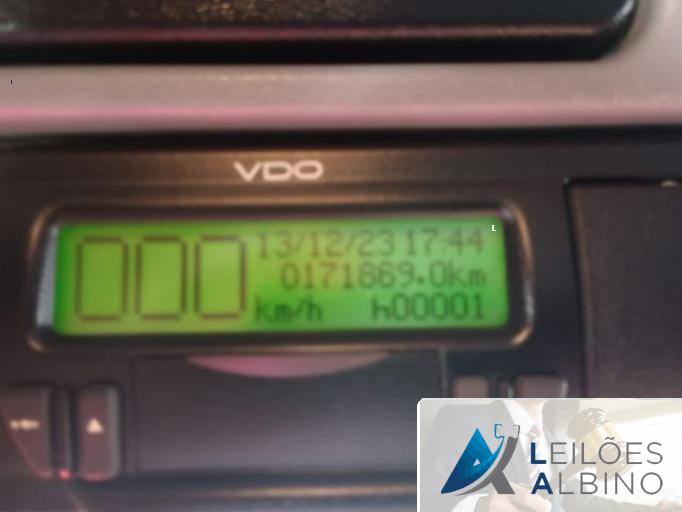 VDO
000 13/12/23 17:44
0171869.0km
km/h h00001
LEILÕES
ALBINO